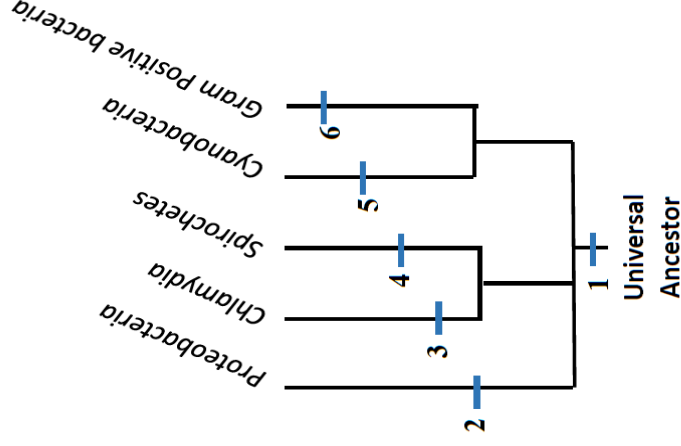 Gram Positive bacteria
6
Cyanobacteria
5
Spirochetes
4
Chlamydia
3
Proteobacteria
2
1
Universal
Ancestor